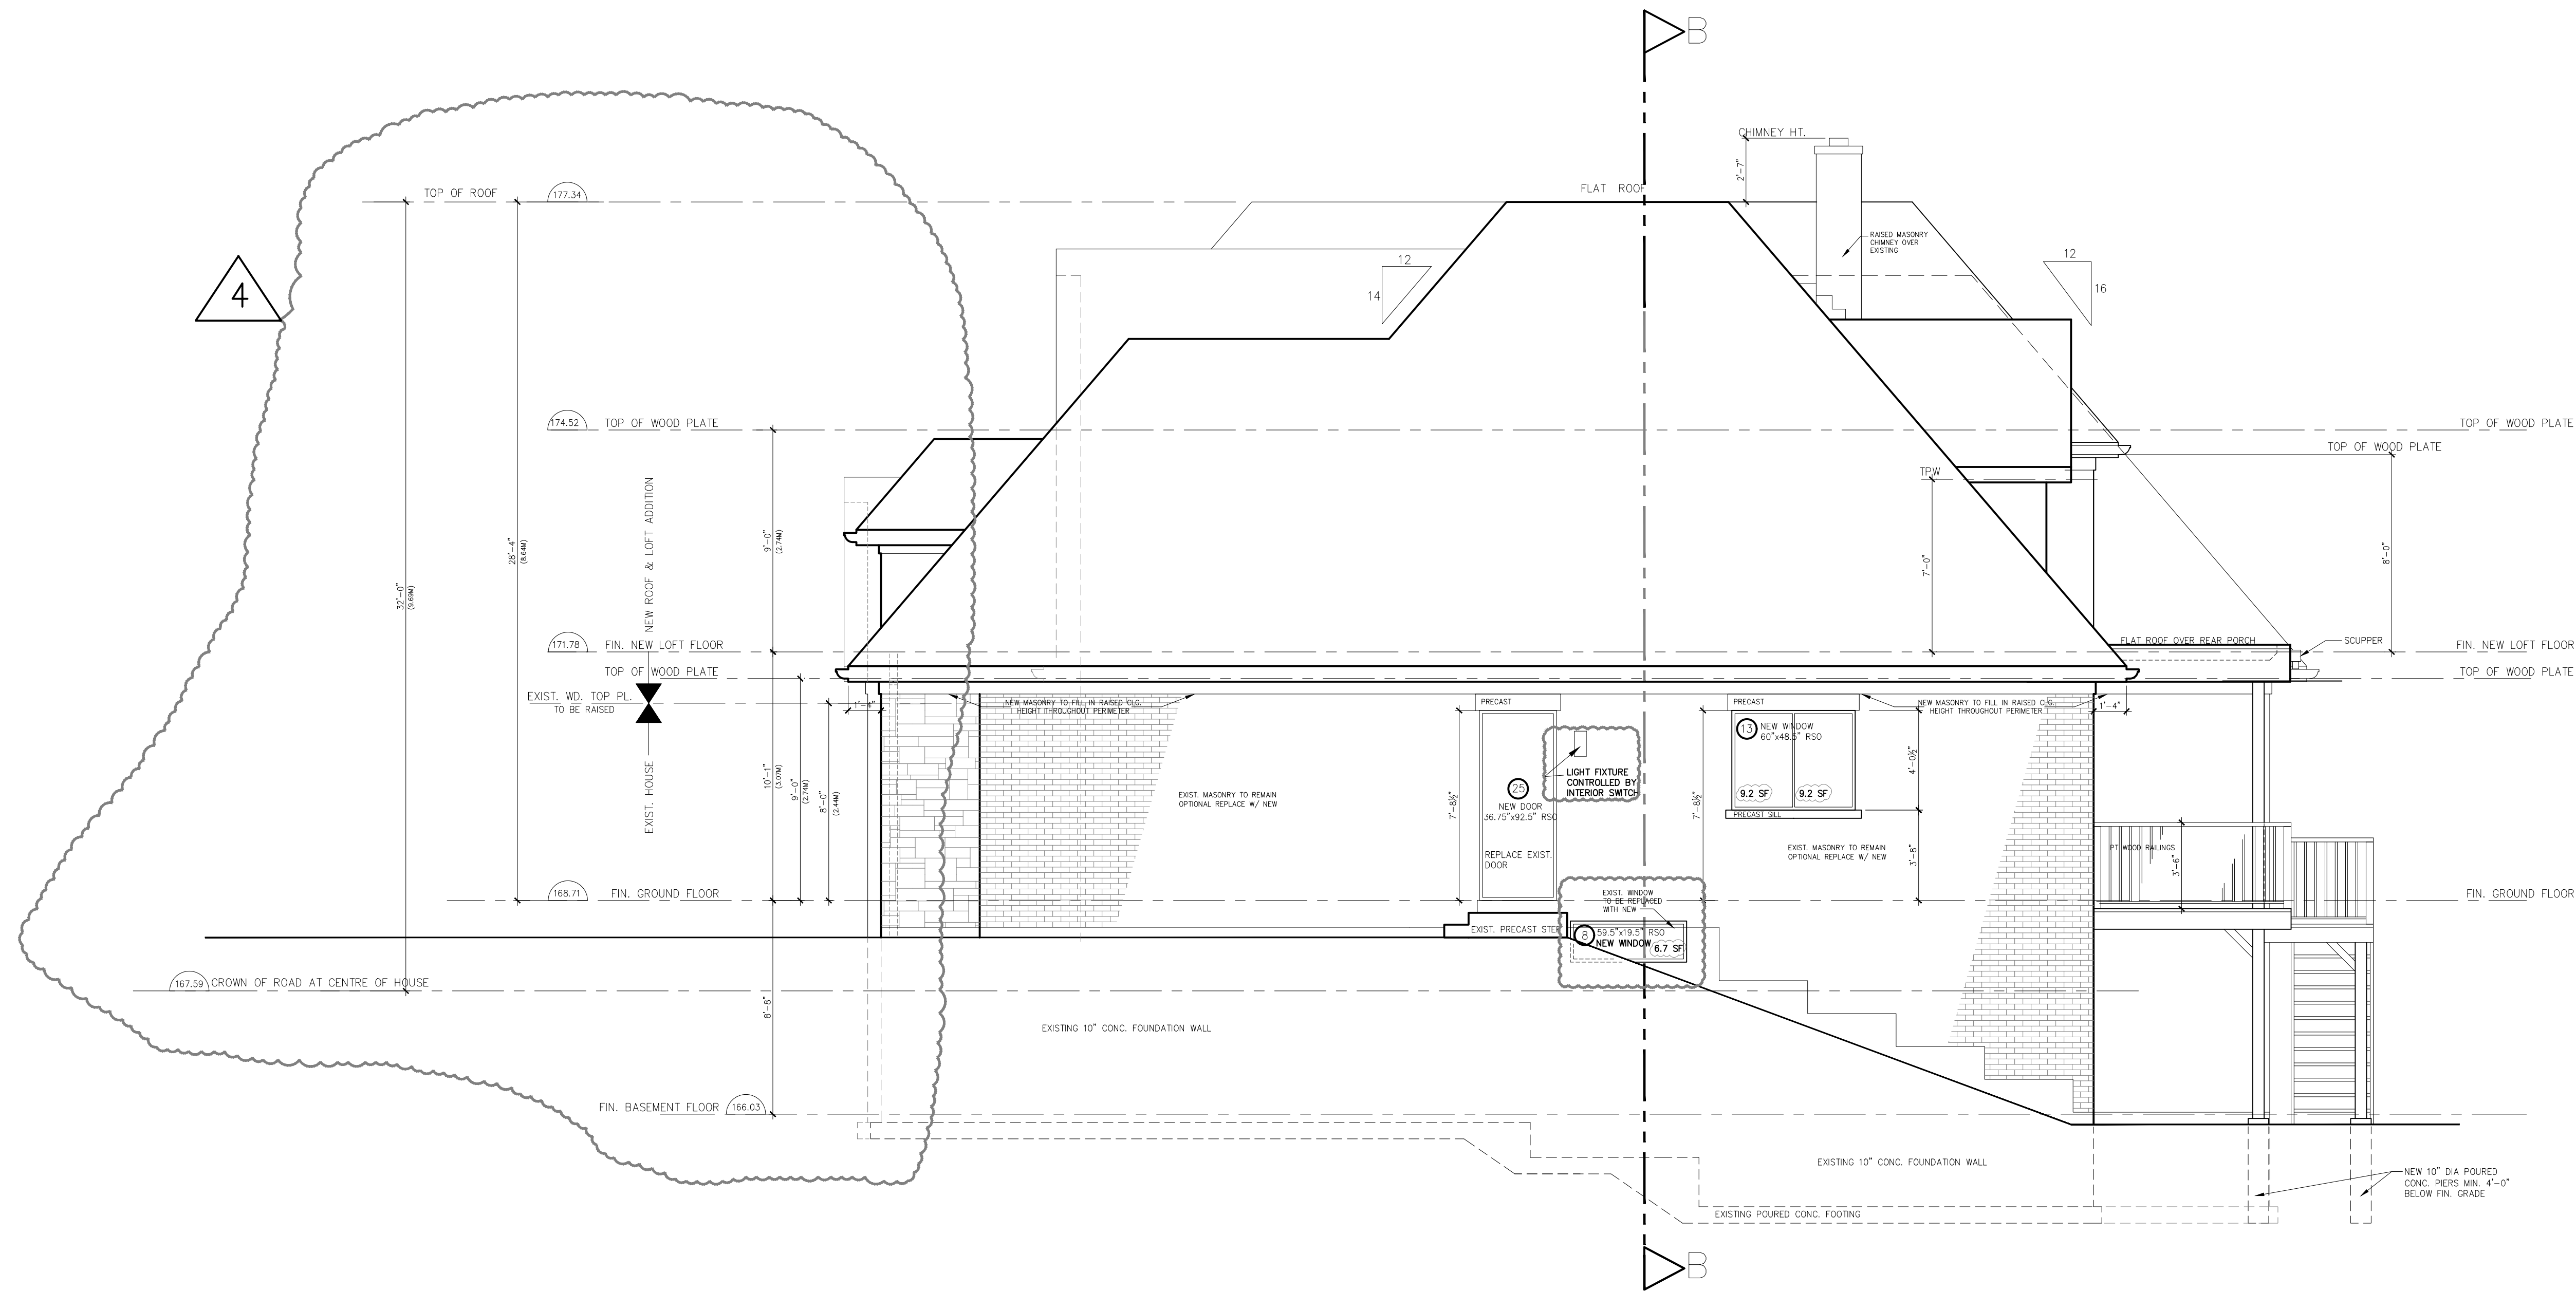 B
CHIMNEY HT.
2'-7"
TOP OF ROOF
177.34
FLAT ROOF
RAISED MASONRY
CHIMNEY OVER
EXISTING
4
12
14
12
16
174.52
TOP OF WOOD PLATE
TOP OF WOOD PLATE
TOP OF WOOD PLATE
TPW
32'-0"
(9.69M)
28'-4"
(8.64M)
NEW ROOF & LOFT ADDITION
9'-0"
(2.74M)
7'-0"
8'-0"
171.78
FIN. NEW LOFT FLOOR
FLAT ROOF OVER REAR PORCH
SCUPPER
FIN. NEW LOFT FLOOR
TOP OF WOOD PLATE
TOP OF WOOD PLATE
EXIST. WD. TOP PL.
TO BE RAISED
1'-4"
NEW MASONRY TO FILL IN RAISED CLG.
HEIGHT THROUGHOUT PERIMETER
PRECAST
PRECAST
NEW MASONRY TO FILL IN RAISED CLG.
HEIGHT THROUGHOUT PERIMETER
1'-4"
13
NEW WINDOW
60"x48.5" RSO
9.2 SF
9.2 SF
PRECAST SILL
4'-0½"
3'-8"
LIGHT FIXTURE
CONTROLLED BY
INTERIOR SWITCH
25
NEW DOOR
36.75"x92.5" RSO
REPLACE EXIST.
DOOR
7'-8½"
7'-8½"
EXIST. HOUSE
10'-1"
(3.07M)
9'-0"
(2.74M)
8'-0"
(2.44M)
EXIST. MASONRY TO REMAIN
OPTIONAL REPLACE W/ NEW
EXIST. MASONRY TO REMAIN
OPTIONAL REPLACE W/ NEW
PT WOOD RAILINGS
3'-6"
168.71
FIN. GROUND FLOOR
FIN. GROUND FLOOR
EXIST. WINDOW
TO BE REPLACED
WITH NEW
EXIST. PRECAST STEP
8
59.5"x19.5" RSO
NEW WINDOW
6.7 SF
167.59
CROWN OF ROAD AT CENTRE OF HOUSE
8'-8"
EXISTING 10" CONC. FOUNDATION WALL
FIN. BASEMENT FLOOR
166.03
EXISTING 10" CONC. FOUNDATION WALL
NEW 10" DIA POURED
CONC. PIERS MIN. 4'-0"
BELOW FIN. GRADE
EXISTING POURED CONC. FOOTING
B